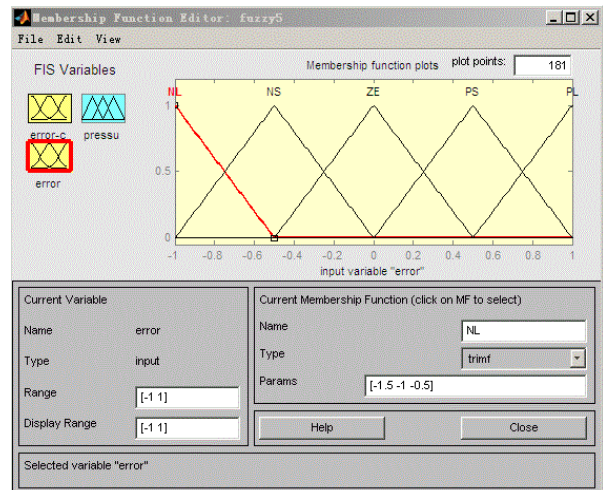 Membership Function Editor: fuzzy5
File Edit View
FIS Variables
Membership function plots
plot points:
181
NL
NS
ZE
PS
PL
error-c
pressu
error
1
0.5
0
-1 -0.8 -0.6 -0.4 -0.2 0 0.2 0.4 0.6 0.8 1
input variable "error"
Current Variable
Name error
Type input
Range [-1 1]
Display Range [-1 1]
Current Membership Function (click on MF to select)
Name NL
Type trimf
Params [-1.5 -1 -0.5]
Help
Close
Selected variable "error"